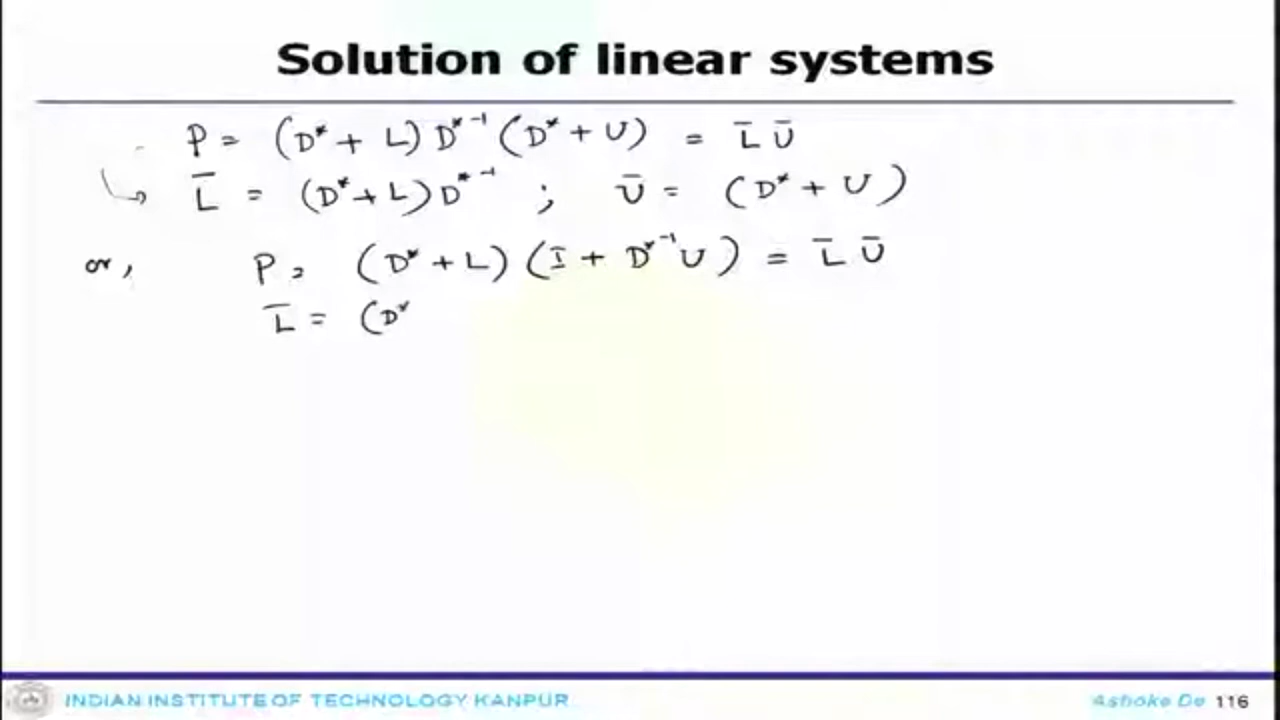 Solution of linear systems
P = (D* + L) D*⁻¹ (D* + U) = L̄ Ū
L̄ = (D* + L) D*⁻¹ ; Ū = (D* + U)
or, P = (D* + L) (I + D*⁻¹ U) = L̄ Ū
L̄ = (D*
INDIAN INSTITUTE OF TECHNOLOGY KANPUR
Ashoke De 116